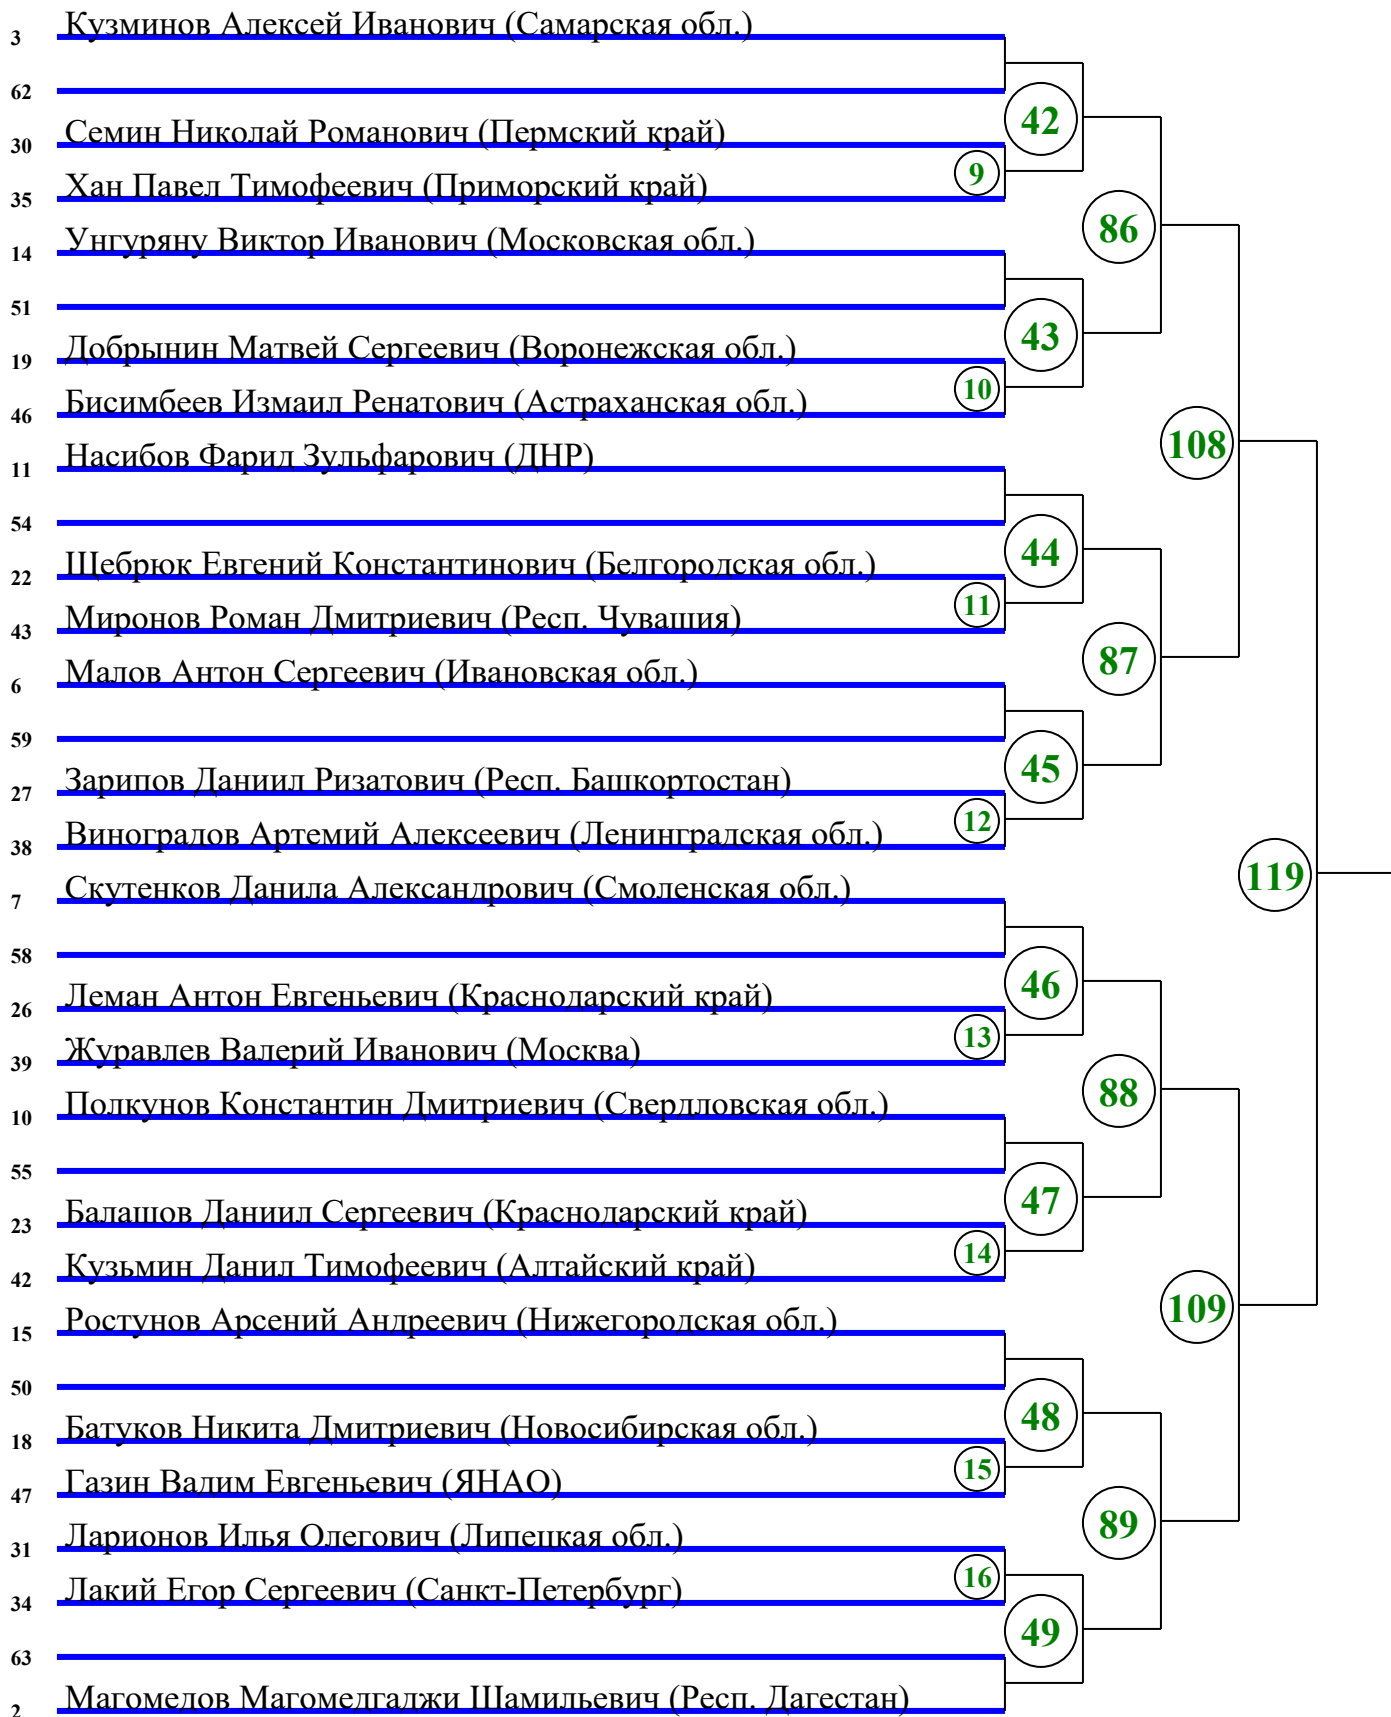 3 Кузминов Алексей Иванович (Самарская обл.)
62
42
30 Семин Николай Романович (Пермский край)
9
35 Хан Павел Тимофеевич (Приморский край)
86
14 Унгуряну Виктор Иванович (Московская обл.)
51
43
19 Добрынин Матвей Сергеевич (Воронежская обл.)
10
46 Бисимбеев Измаил Ренатович (Астраханская обл.)
108
11 Насибов Фарид Зульфарович (ДНР)
54
44
22 Щебрюк Евгений Константинович (Белгородская обл.)
11
43 Миронов Роман Дмитриевич (Респ. Чувашия)
87
6 Малов Антон Сергеевич (Ивановская обл.)
59
45
27 Зарипов Даниил Ризатович (Респ. Башкортостан)
12
38 Виноградов Артемий Алексеевич (Ленинградская обл.)
119
7 Скутенков Данила Александрович (Смоленская обл.)
58
46
26 Леман Антон Евгеньевич (Краснодарский край)
13
39 Журавлев Валерий Иванович (Москва)
88
10 Полкунов Константин Дмитриевич (Свердловская обл.)
55
47
23 Балашов Даниил Сергеевич (Краснодарский край)
14
42 Кузьмин Данил Тимофеевич (Алтайский край)
109
15 Ростунов Арсений Андреевич (Нижегородская обл.)
50
48
18 Батуков Никита Дмитриевич (Новосибирская обл.)
15
47 Газин Вадим Евгеньевич (ЯНАО)
89
31 Ларионов Илья Олегович (Липецкая обл.)
16
34 Лакий Егор Сергеевич (Санкт-Петербург)
49
63
2 Магомедов Магомедгаджи Шамильевич (Респ. Дагестан)